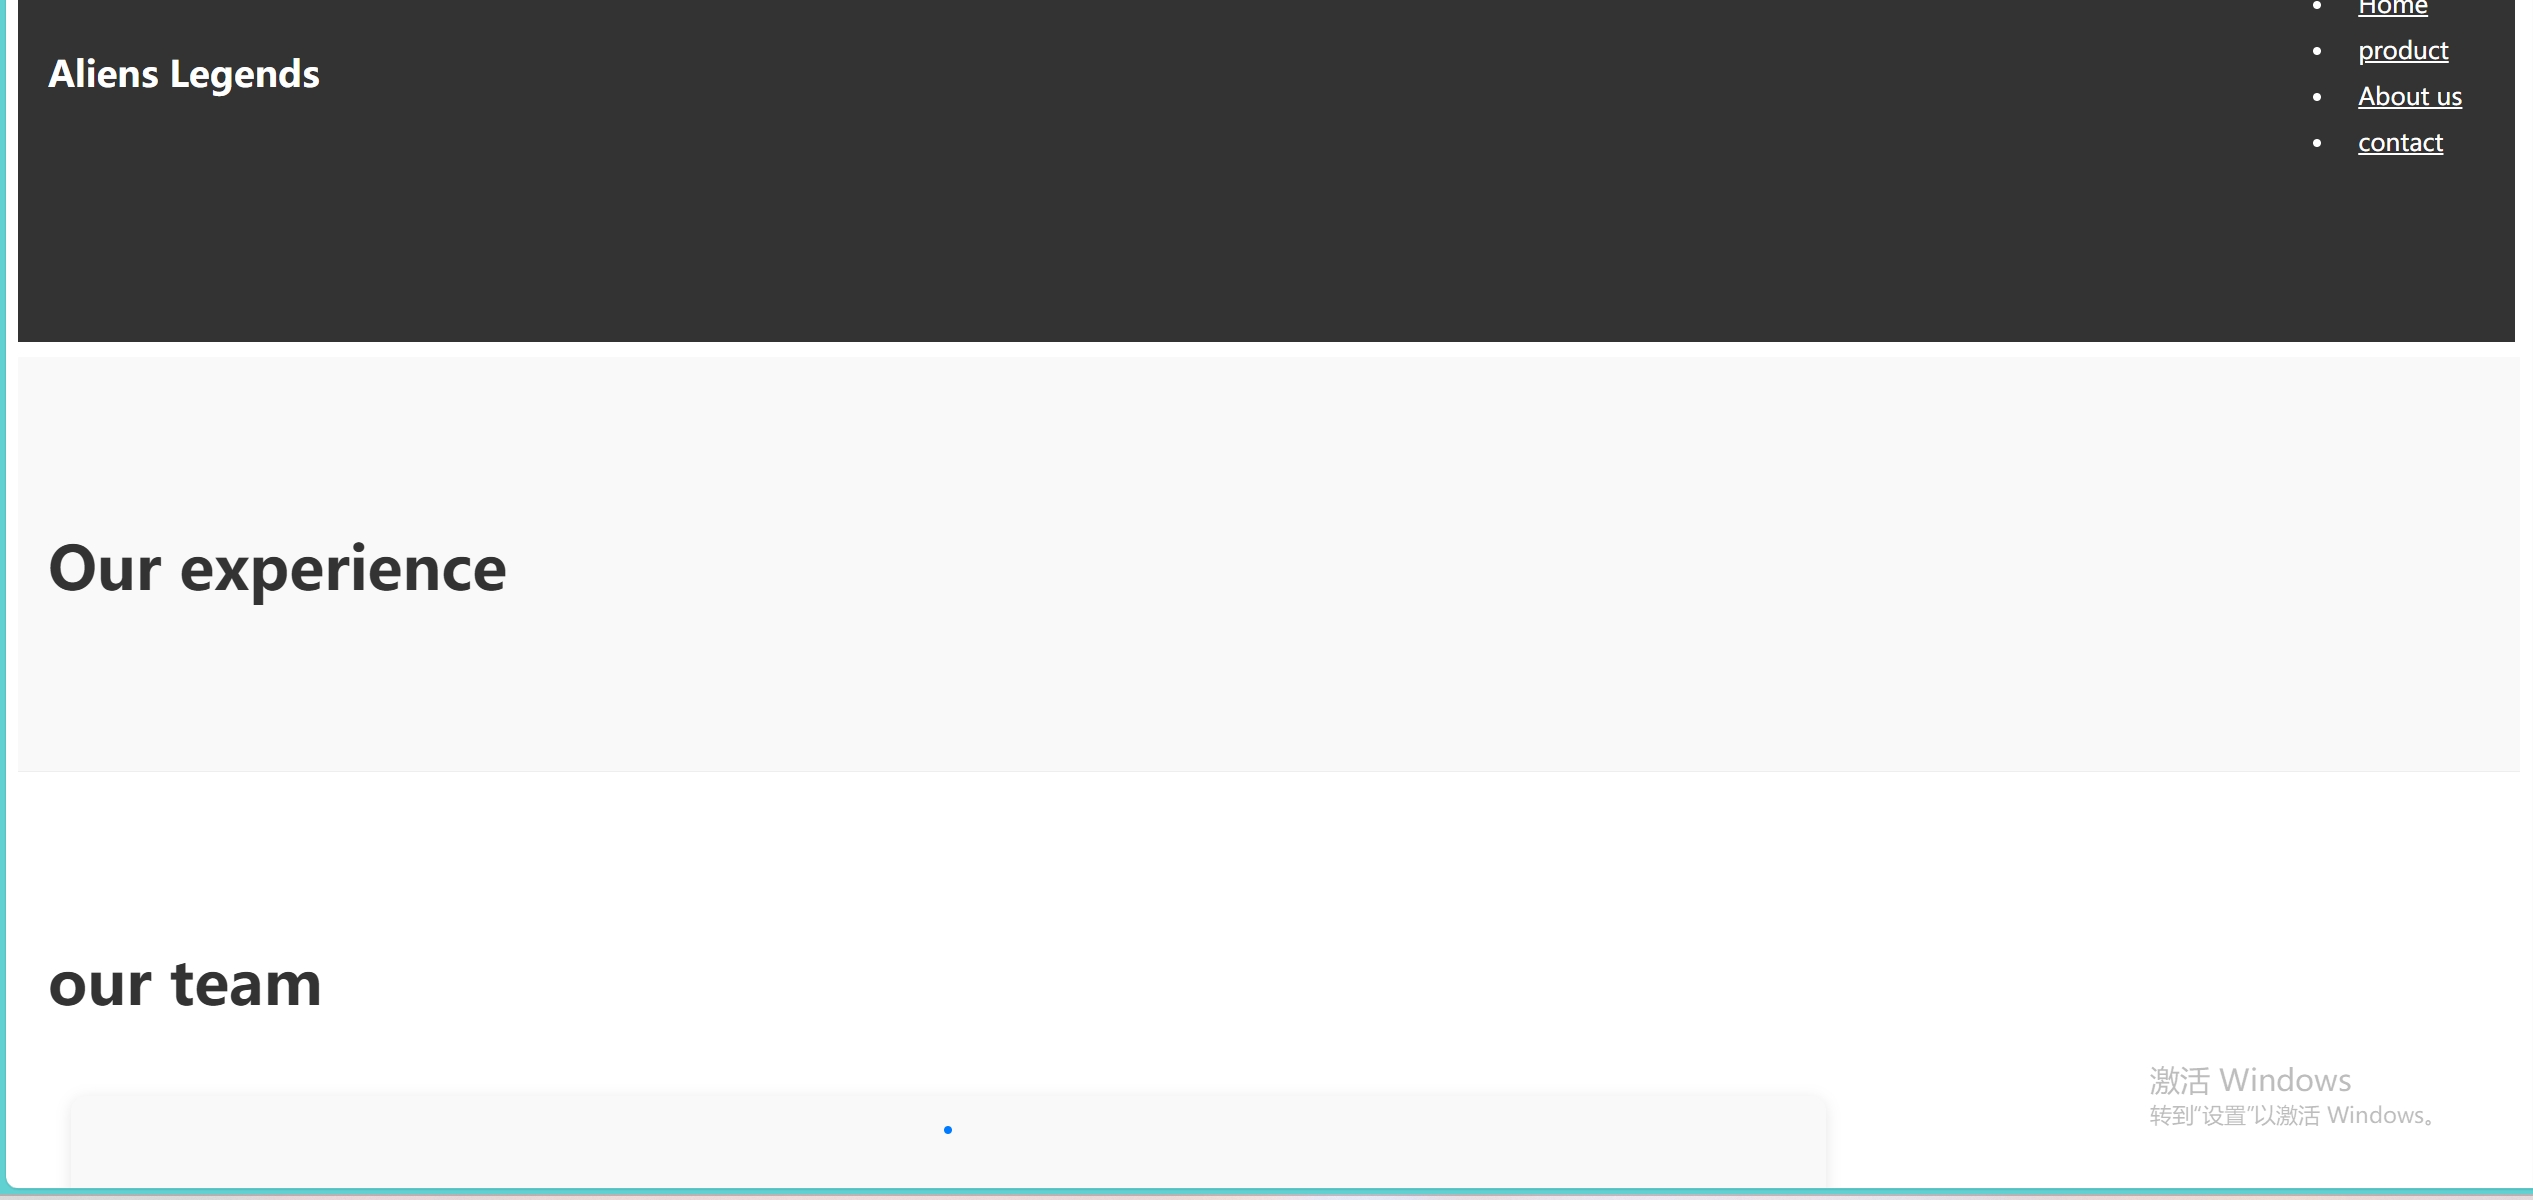 Home
Aliens Legends
product
About us
contact
Our experience
our team
激活 Windows
转到“设置”以激活 Windows。